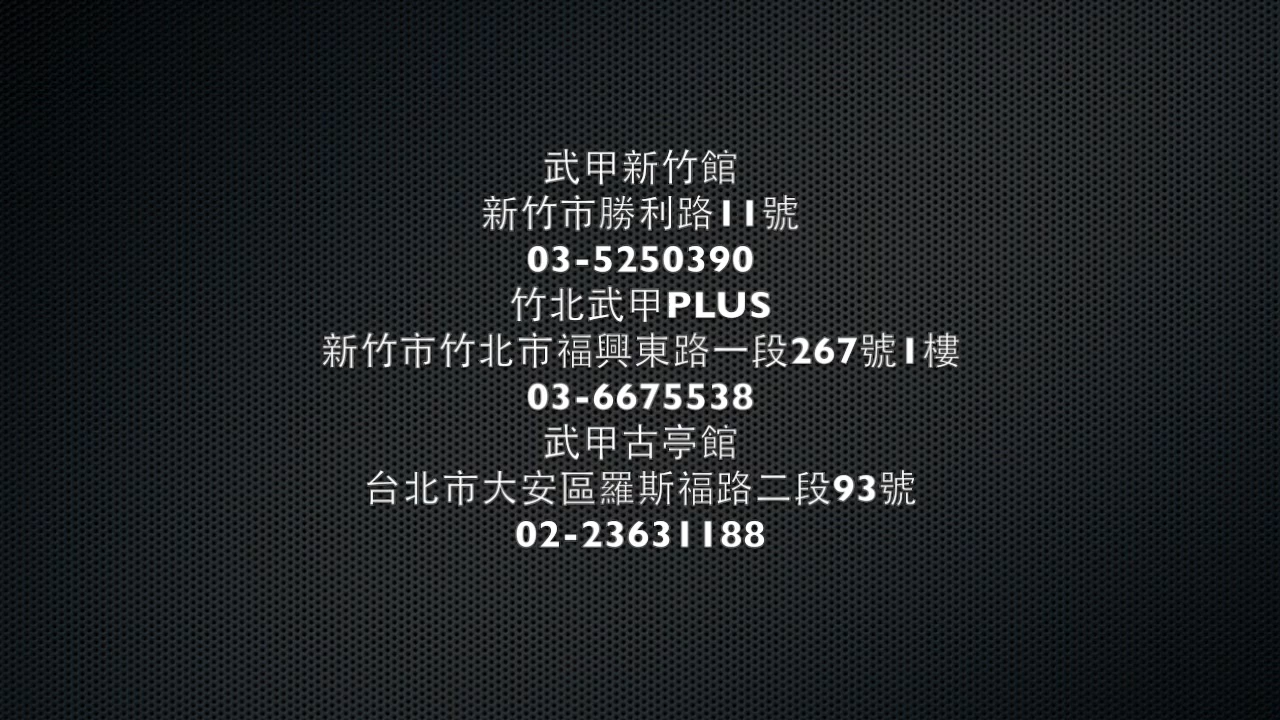 武甲新竹館
新竹市勝利路11號
03-5250390
竹北武甲PLUS
新竹市竹北市福興東路一段267號1樓
03-6675538
武甲古亭館
台北市大安區羅斯福路二段93號
02-23631188